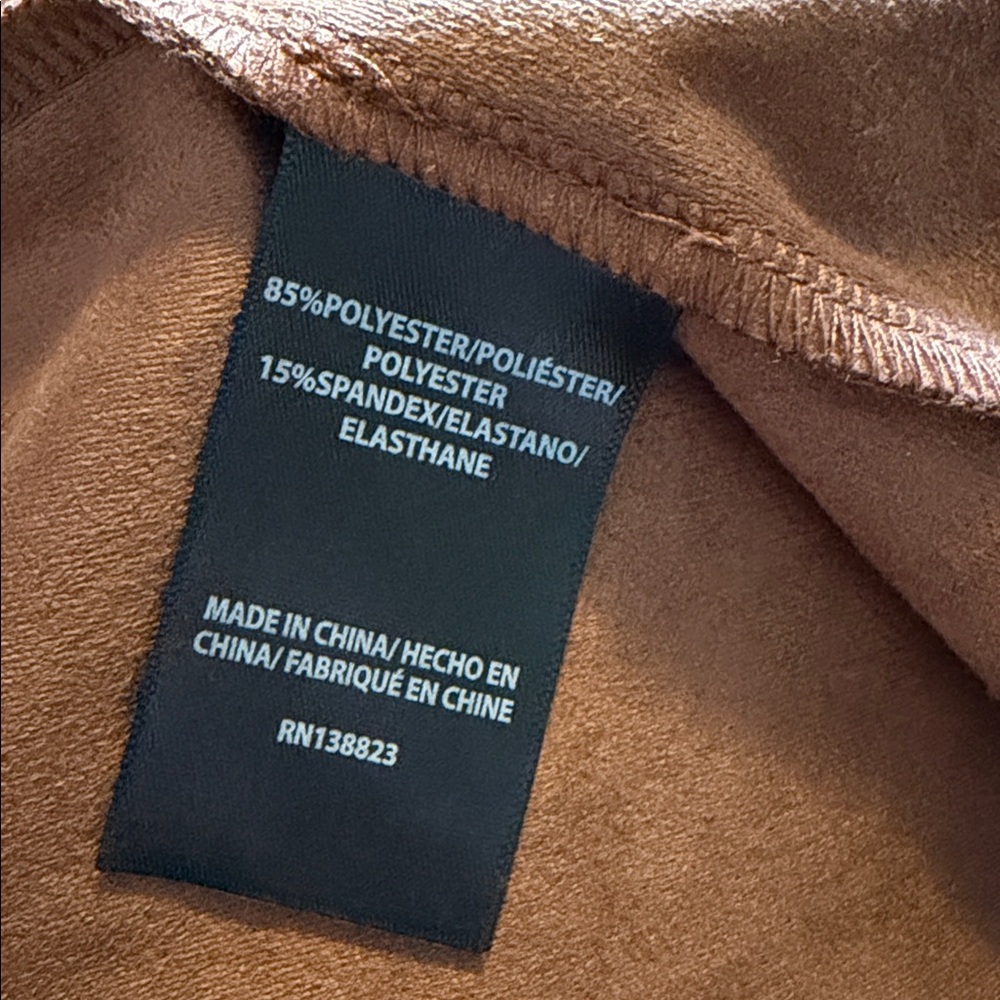 85%POLYESTER/POLIÉSTER/
POLYESTER
15%SPANDEX/ELASTANO/
ELASTHANE
MADE IN CHINA/ HECHO EN
CHINA/ FABRIQUÉ EN CHINE
RN138823